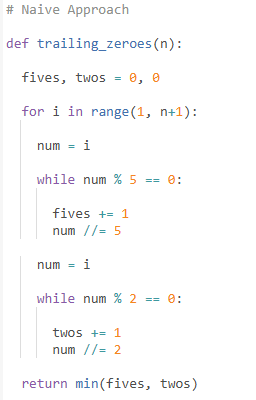 # Naive Approach
def trailing_zeroes(n):
fives, twos = 0, 0
for i in range(1, n+1):
num = i
while num % 5 == 0:
fives += 1
num //= 5
num = i
while num % 2 == 0:
twos += 1
num //= 2
return min(fives, twos)